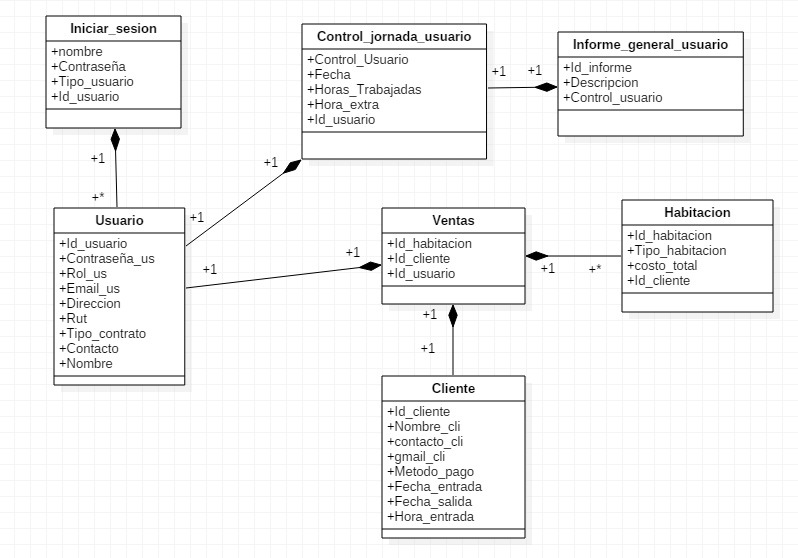 Iniciar_sesion
+nombre
+Contraseña
+Tipo_usuario
+Id_usuario
Control_jornada_usuario
+Control_Usuario
+Fecha
+Horas_Trabajadas
+Hora_extra
+Id_usuario
Informe_general_usuario
+Id_informe
+Descripcion
+Control_usuario
+1
+1
+1
+*
+1
+1
Usuario
+Id_usuario
+Contraseña_us
+Rol_us
+Email_us
+Direccion
+Rut
+Tipo_contrato
+Contacto
+Nombre
+1
+1
Ventas
+Id_habitacion
+Id_cliente
+Id_usuario
+1
+*
Habitacion
+Id_habitacion
+Tipo_habitacion
+costo_total
+Id_cliente
+1
+1
Cliente
+Id_cliente
+Nombre_cli
+contacto_cli
+gmail_cli
+Metodo_pago
+Fecha_entrada
+Fecha_salida
+Hora_entrada